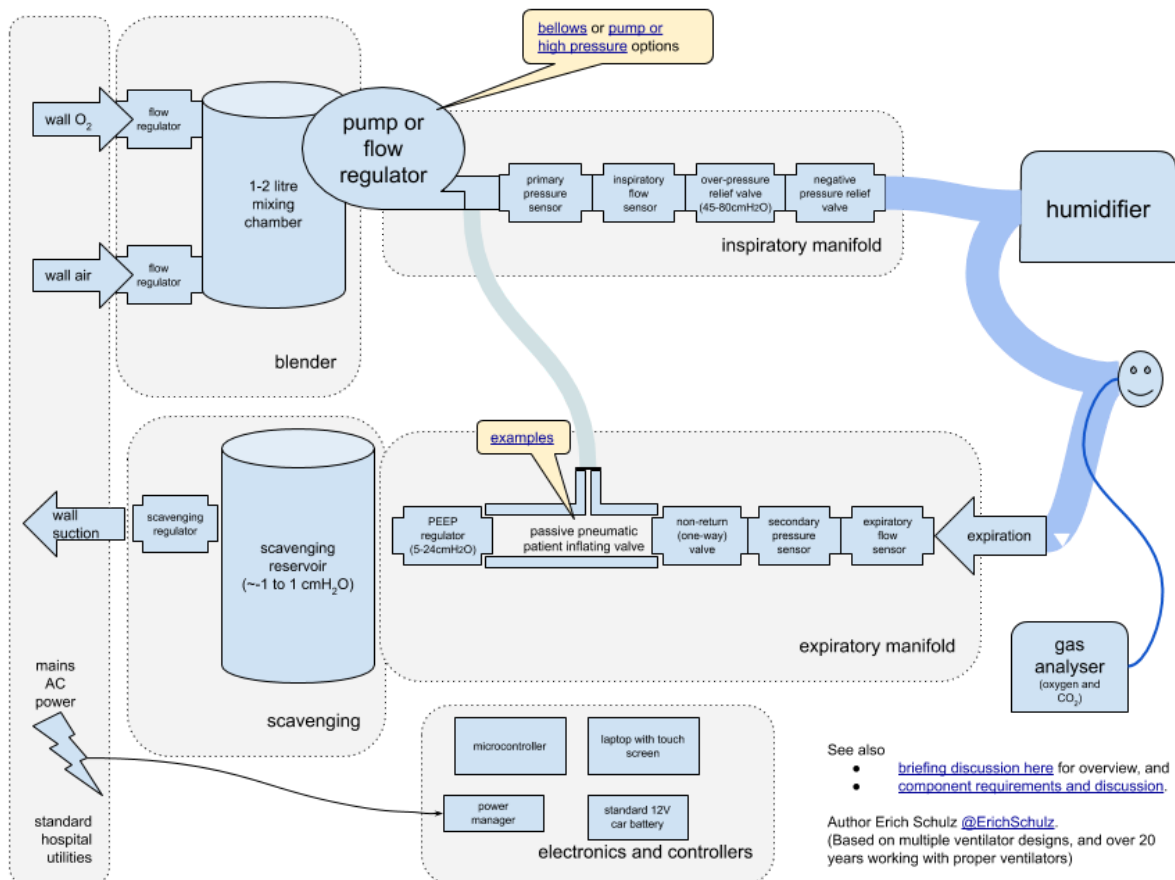 bellows or pump or
high pressure options
wall O2
flow
regulator
pump or
flow
regulator
1-2 litre
mixing
chamber
primary
pressure
sensor
inspiratory
flow
sensor
over-pressure
relief valve
(45-80cmH2O)
negative
pressure relief
valve
humidifier
inspiratory manifold
wall air
flow
regulator
blender
examples
wall
suction
scavenging
regulator
scavenging
reservoir
(~-1 to 1 cmH2O)
PEEP
regulator
(5-24cmH2O)
passive pneumatic
patient inflating valve
non-return
(one-way)
valve
secondary
pressure
sensor
expiratory
flow
sensor
expiration
expiratory manifold
gas
analyser
(oxygen and
CO2)
mains
AC
power
scavenging
microcontroller
laptop with touch
screen
power
manager
standard 12V
car battery
electronics and controllers
standard
hospital
utilities
See also
● briefing discussion here for overview, and
● component requirements and discussion.
Author Erich Schulz @ErichSchulz.
(Based on multiple ventilator designs, and over 20
years working with proper ventilators)